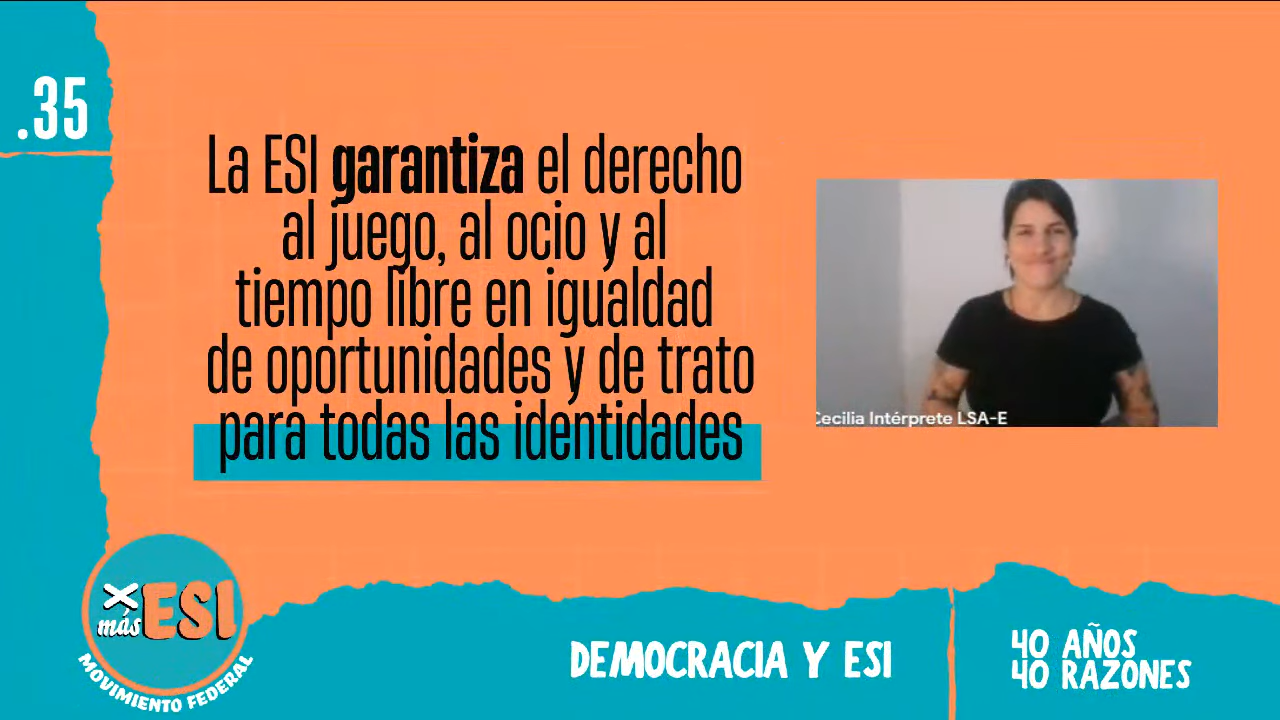 .35
La ESI garantiza el derecho
al juego, al ocio y al
tiempo libre en igualdad
de oportunidades y de trato
para todas las identidades
Cecilia Intérprete LSA-E
x
más ESI
MOVIMIENTO FEDERAL
DEMOCRACIA Y ESI
40 AÑOS
40 RAZONES